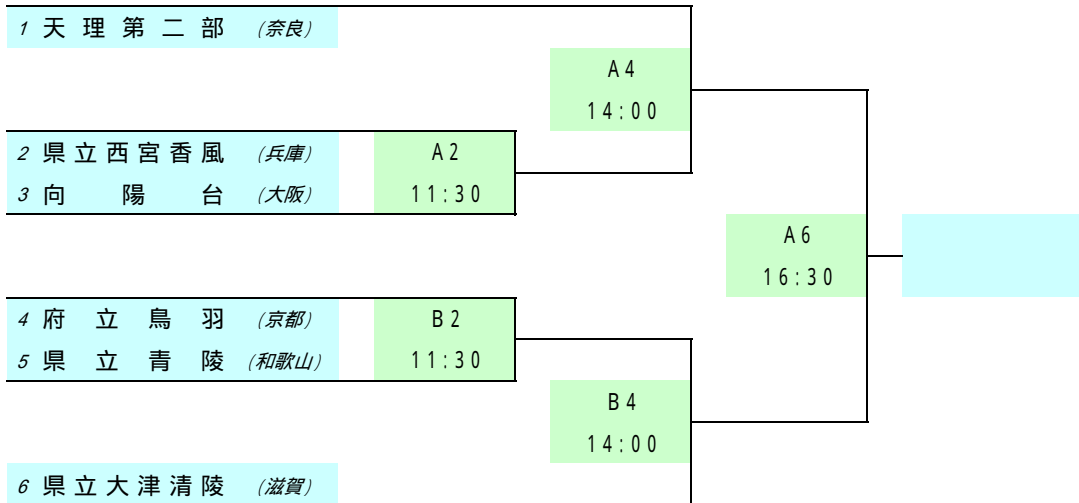 1 天理第二部 (奈良)
A4
14:00
2 県立西宮香風 (兵庫)
A2
3 向陽台 (大阪)
11:30
A6
16:30
4 府立鳥羽 (京都)
B2
5 県立青陵 (和歌山)
11:30
B4
14:00
6 県立大津清陵 (滋賀)